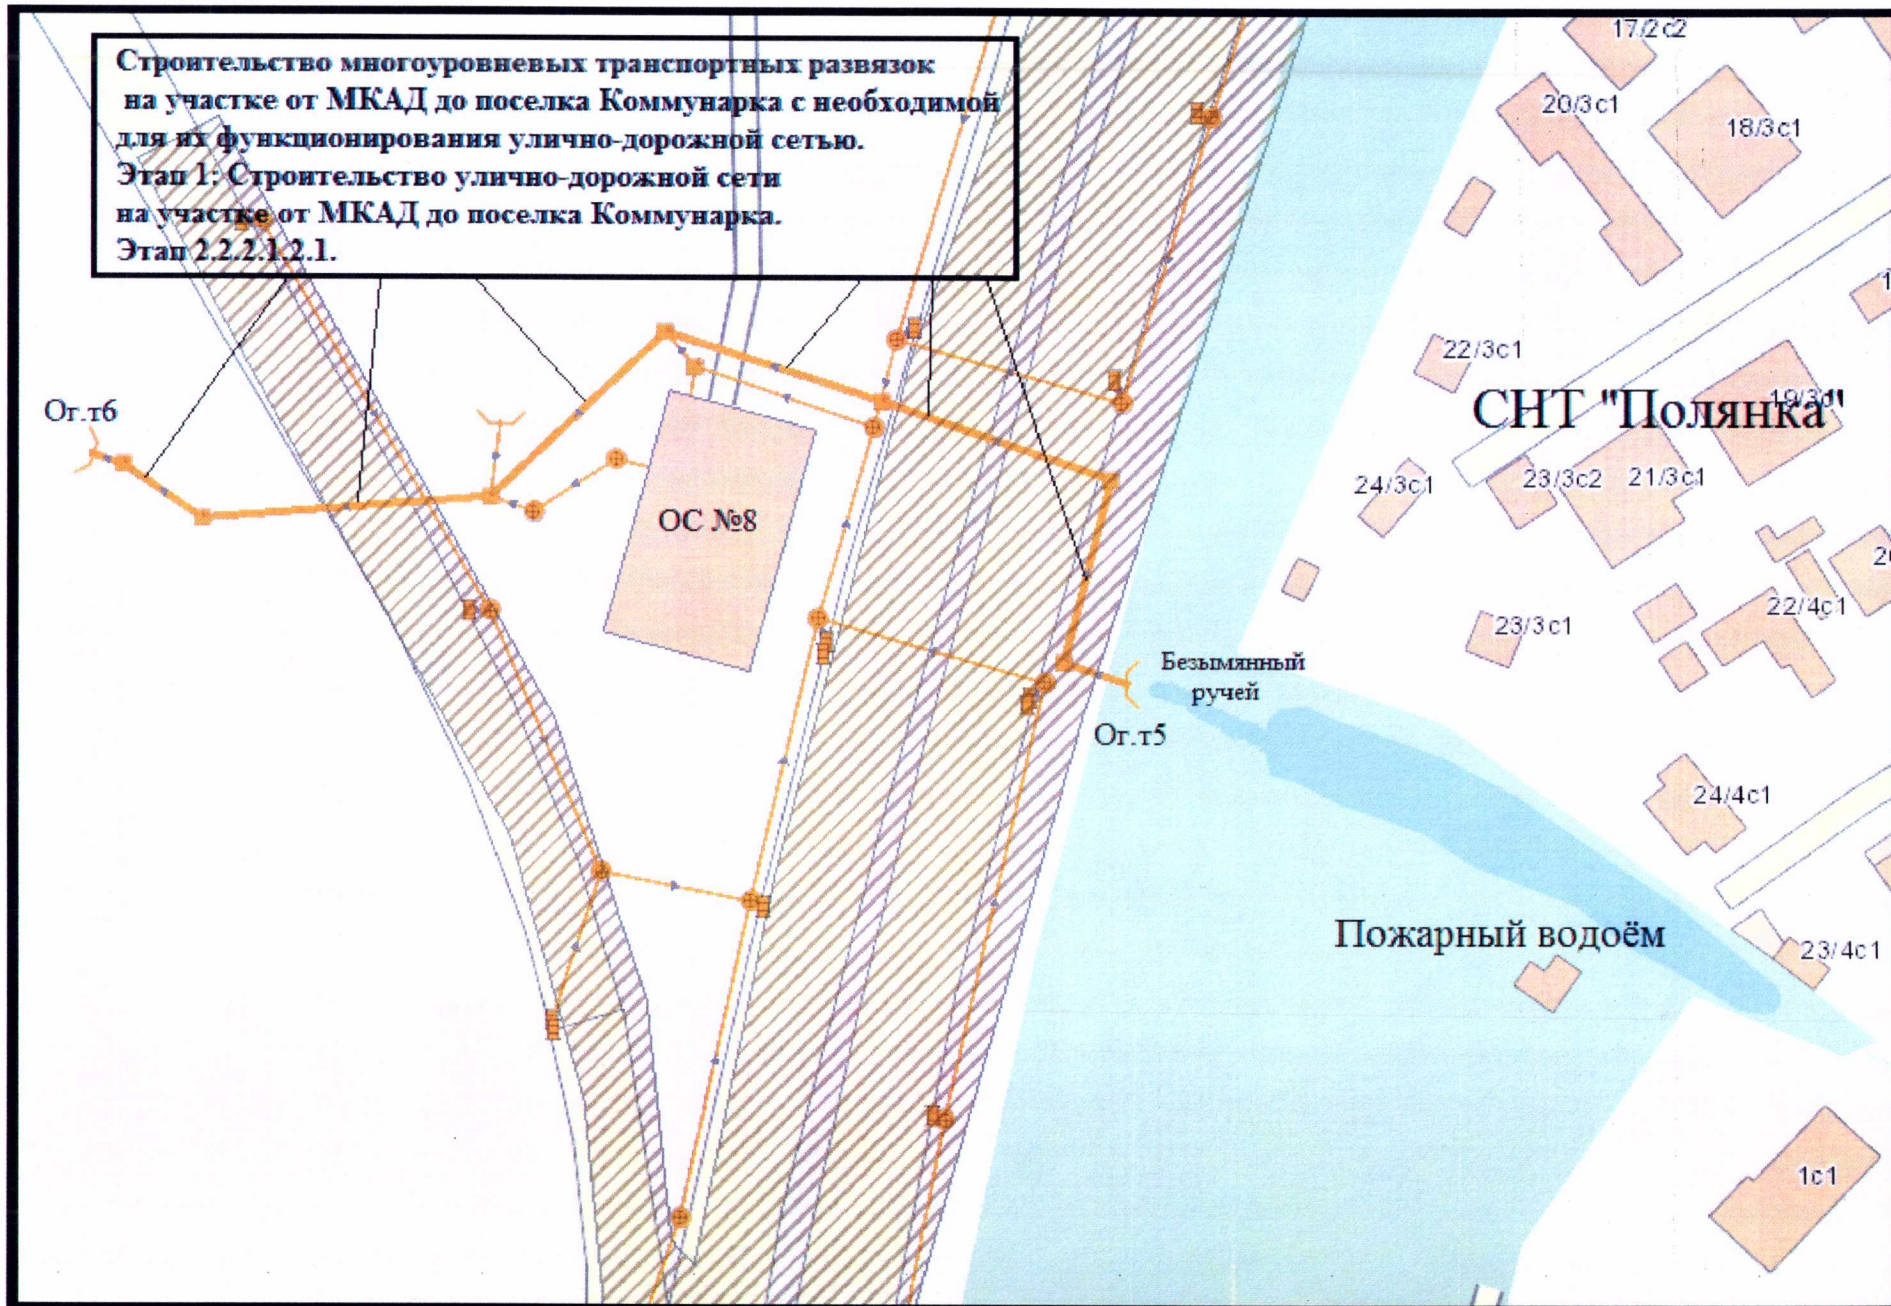 Строительство многоуровневых транспортных развязок
на участке от МКАД до поселка Коммунарка с необходимой
для их функционирования улично-дорожной сетью.
Этап 1: Строительство улично-дорожной сети
на участке от МКАД до поселка Коммунарка.
Этап 2.2.2.1.2.1.
17/2с2
20/3с1
18/3с1
22/3с1
Ог.т6
СНТ "Полянка"
24/3с1
23/3с2
21/3с1
ОС №8
22/4с1
23/3с1
Безымянный
ручей
Ог.т5
24/4с1
Пожарный водоём
23/4с1
1с1